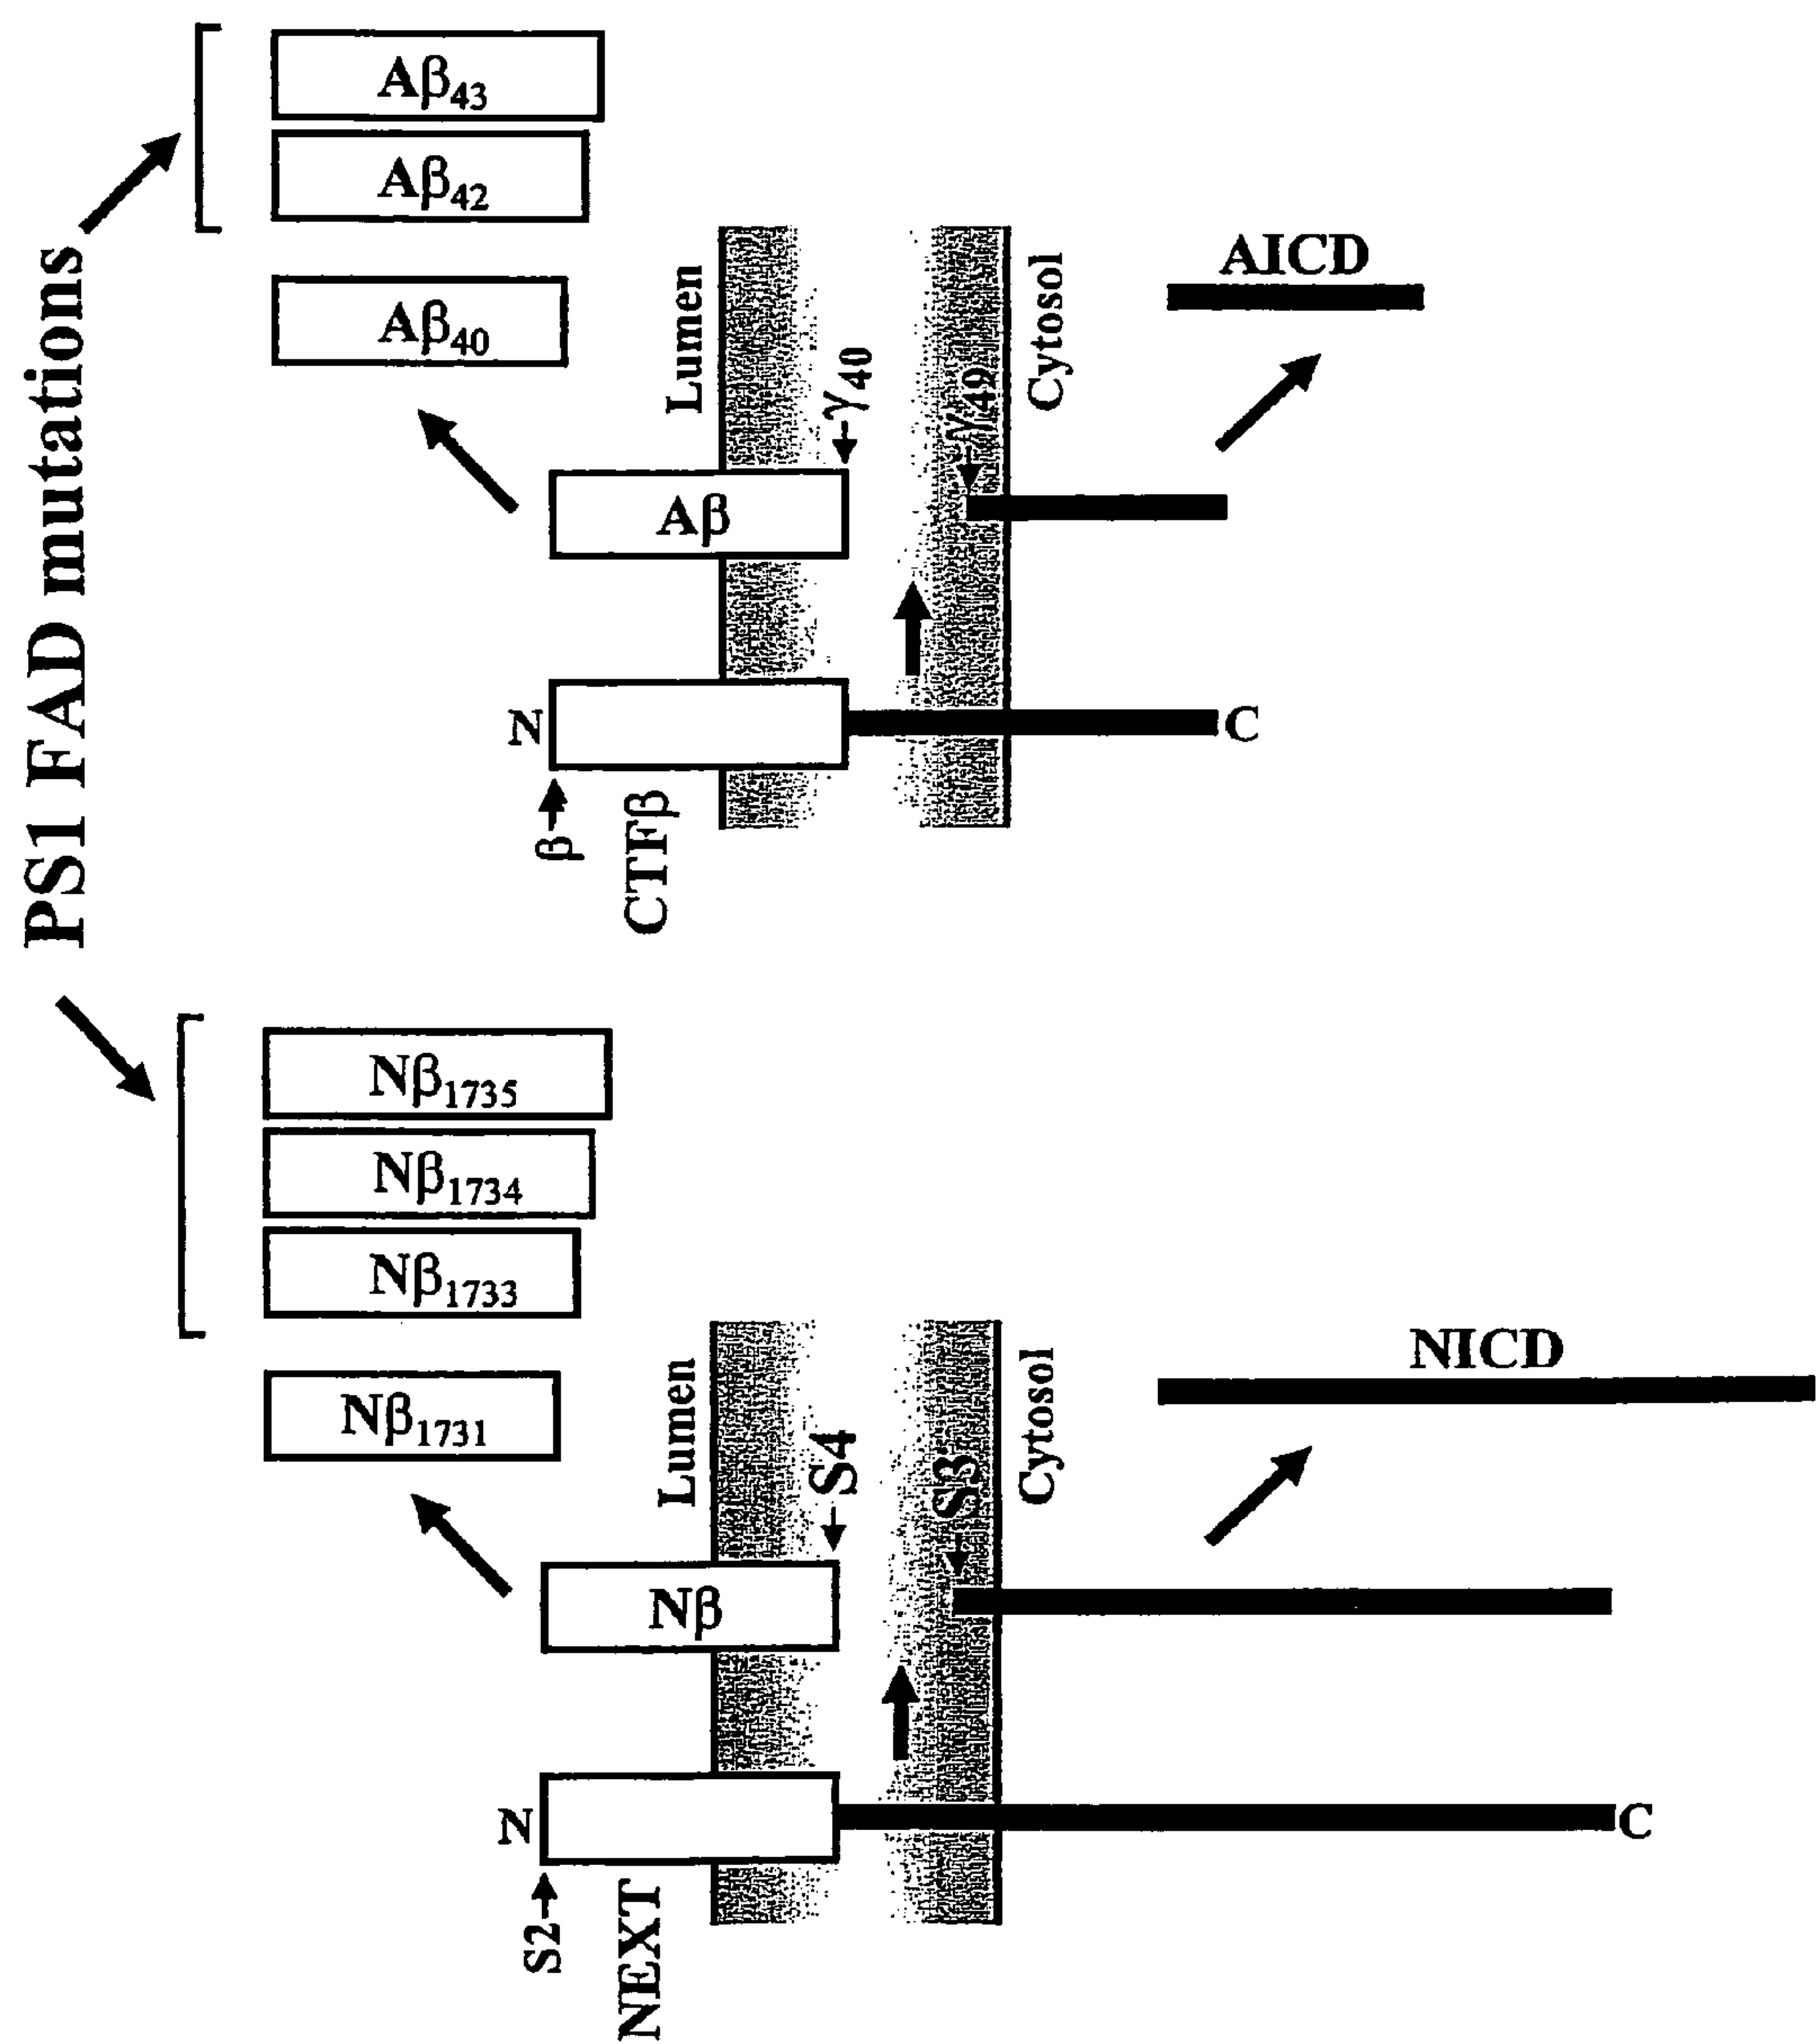 PS1 FAD mutations
Nβ1731
Nβ1733
Nβ1734
Nβ1735
Aβ40
Aβ42
Aβ43
S2
NEXT
N
Nβ
Lumen
S4
S3
Cytosol
C
NICD
β
CTFβ
N
Aβ
Lumen
γ40
γ49
Cytosol
C
AICD